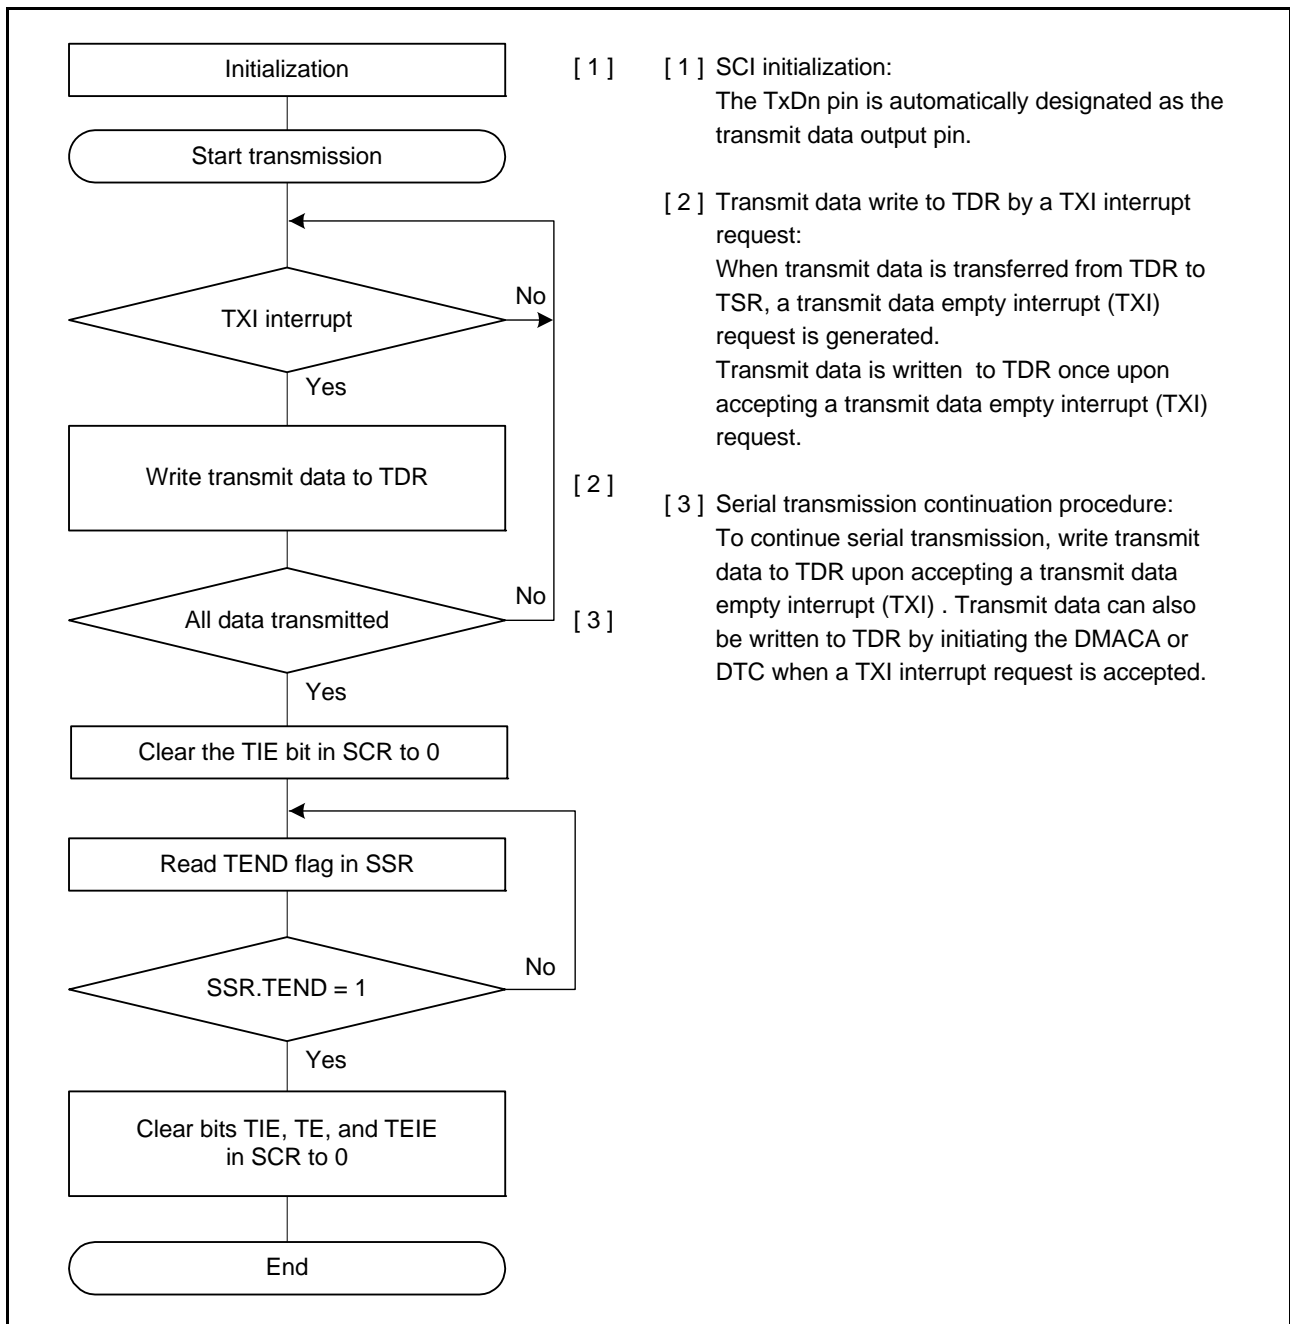 Initialization
[ 1 ]
Start transmission
TXI interrupt
No
Yes
Write transmit data to TDR
[ 2 ]
All data transmitted
No
[ 3 ]
Yes
Clear the TIE bit in SCR to 0
Read TEND flag in SSR
SSR.TEND = 1
No
Yes
Clear bits TIE, TE, and TEIE
in SCR to 0
End
[ 1 ] SCI initialization:
The TxDn pin is automatically designated as the
transmit data output pin.
[ 2 ] Transmit data write to TDR by a TXI interrupt
request:
When transmit data is transferred from TDR to
TSR, a transmit data empty interrupt (TXI)
request is generated.
Transmit data is written  to TDR once upon
accepting a transmit data empty interrupt (TXI)
request.
[ 3 ] Serial transmission continuation procedure:
To continue serial transmission, write transmit
data to TDR upon accepting a transmit data
empty interrupt (TXI) . Transmit data can also
be written to TDR by initiating the DMACA or
DTC when a TXI interrupt request is accepted.